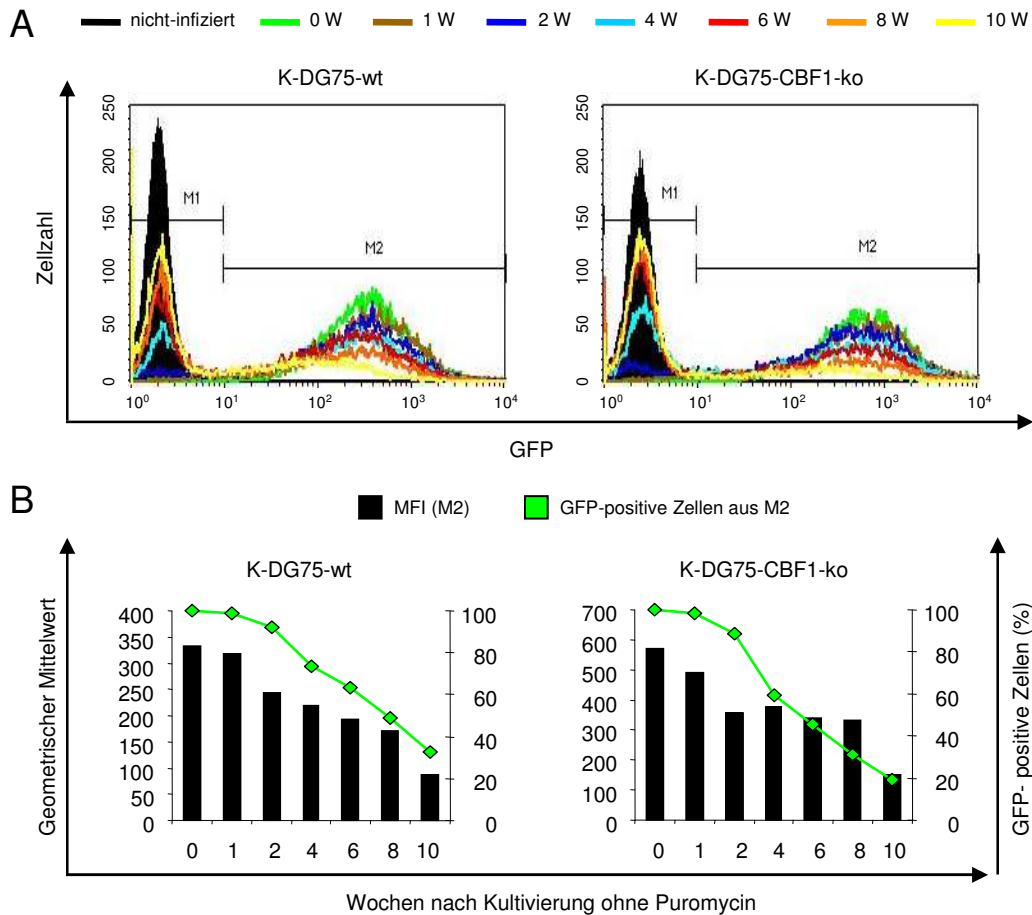 A
nicht-infiziert 0 W 1 W 2 W 4 W 6 W 8 W 10 W
K-DG75-wt K-DG75-CBF1-ko
Zellzahl
250
200
150
100
50
0
M1
M2
10⁰ 10¹ 10² 10³ 10⁴
250
200
150
100
50
0
M1
M2
10⁰ 10¹ 10² 10³ 10⁴
GFP
B
MFI (M2) GFP-positive Zellen aus M2
K-DG75-wt K-DG75-CBF1-ko
Geometrischer Mittelwert
400
350
300
250
200
150
100
50
0
100
80
60
40
20
0
0 1 2 4 6 8 10
700
600
500
400
300
200
100
0
100
80
60
40
20
0
0 1 2 4 6 8 10
GFP- positive Zellen (%)
Wochen nach Kultivierung ohne Puromycin